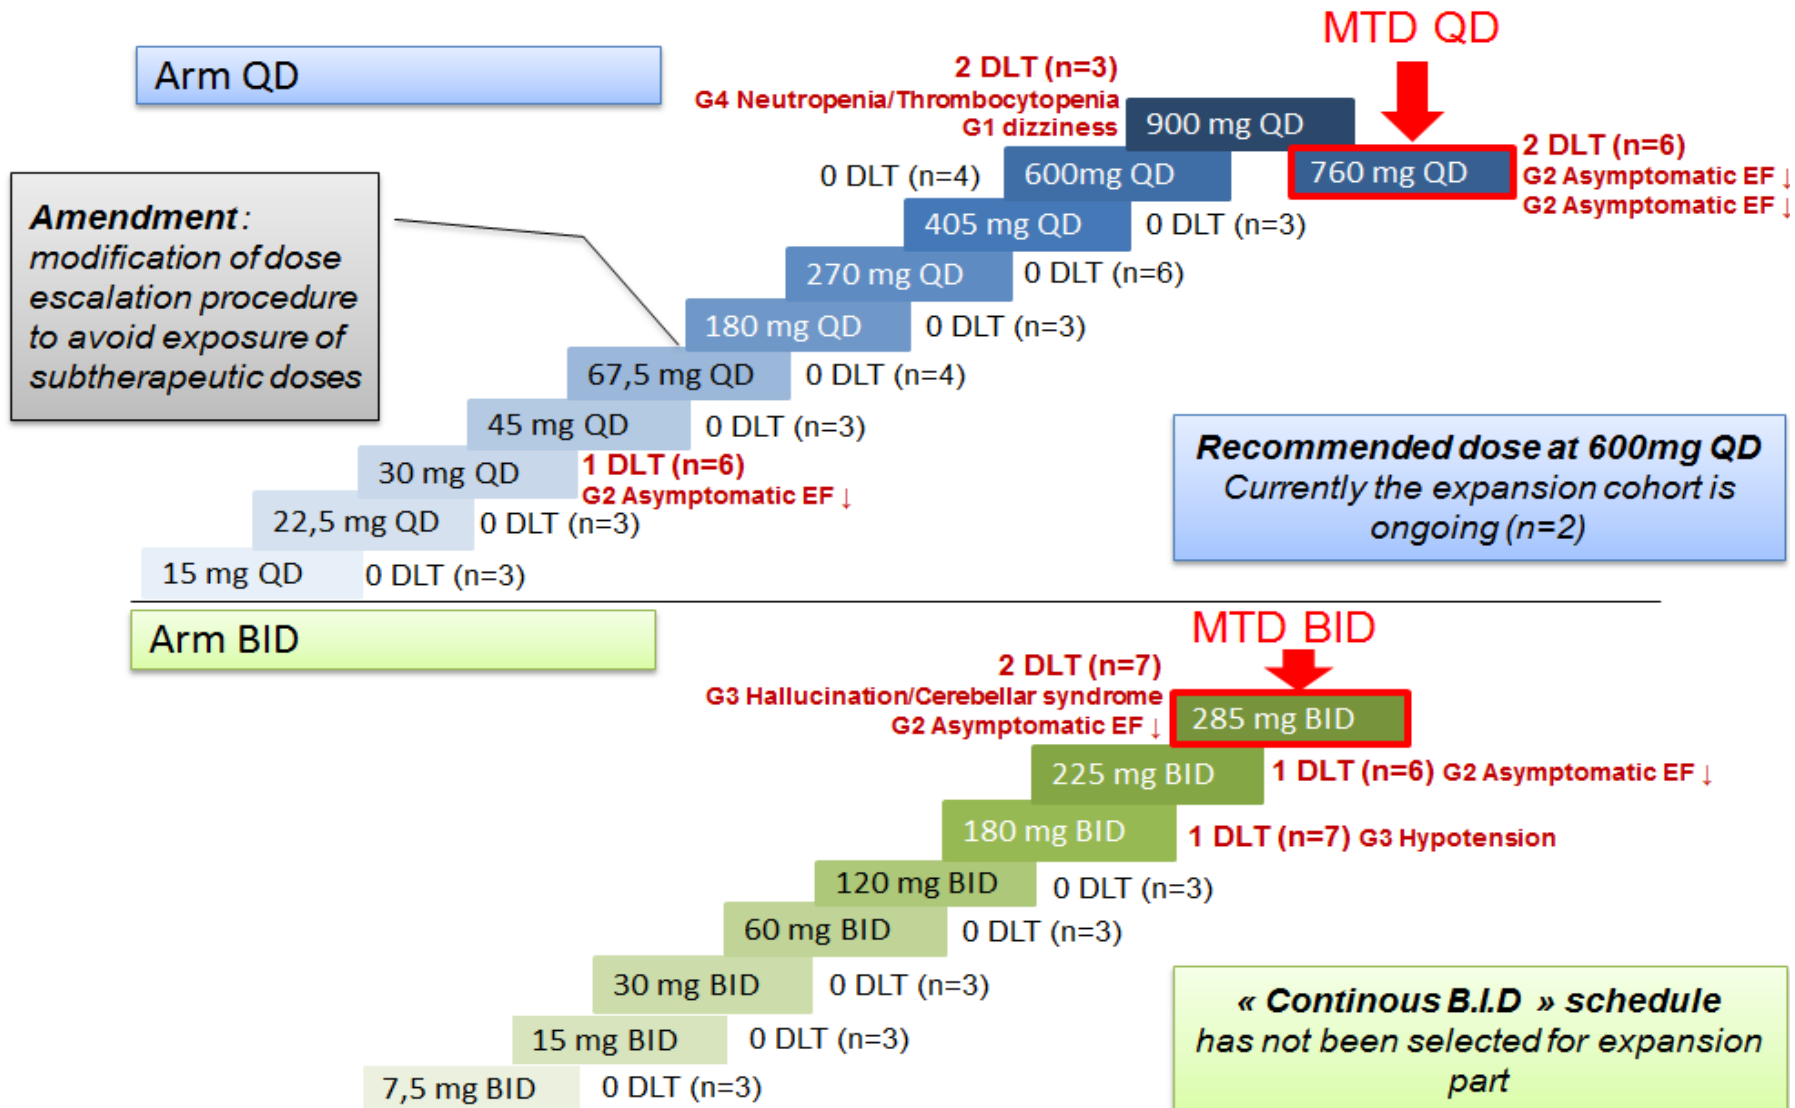 MTD QD
Arm QD
2 DLT (n=3)
G4 Neutropenia/Thrombocytopenia
G1 dizziness
900 mg QD
2 DLT (n=6)
G2 Asymptomatic EF ↓
G2 Asymptomatic EF ↓
760 mg QD
0 DLT (n=4)
600mg QD
405 mg QD
0 DLT (n=3)
270 mg QD
0 DLT (n=6)
180 mg QD
0 DLT (n=3)
67,5 mg QD
0 DLT (n=4)
45 mg QD
0 DLT (n=3)
30 mg QD
1 DLT (n=6)
G2 Asymptomatic EF ↓
22,5 mg QD
0 DLT (n=3)
15 mg QD
0 DLT (n=3)
Amendment :
modification of dose
escalation procedure
to avoid exposure of
subtherapeutic doses
Recommended dose at 600mg QD
Currently the expansion cohort is
ongoing (n=2)
Arm BID
MTD BID
2 DLT (n=7)
G3 Hallucination/Cerebellar syndrome
G2 Asymptomatic EF ↓
285 mg BID
225 mg BID
1 DLT (n=6) G2 Asymptomatic EF ↓
180 mg BID
1 DLT (n=7) G3 Hypotension
120 mg BID
0 DLT (n=3)
60 mg BID
0 DLT (n=3)
30 mg BID
0 DLT (n=3)
15 mg BID
0 DLT (n=3)
7,5 mg BID
0 DLT (n=3)
« Continous B.I.D » schedule
has not been selected for expansion
part